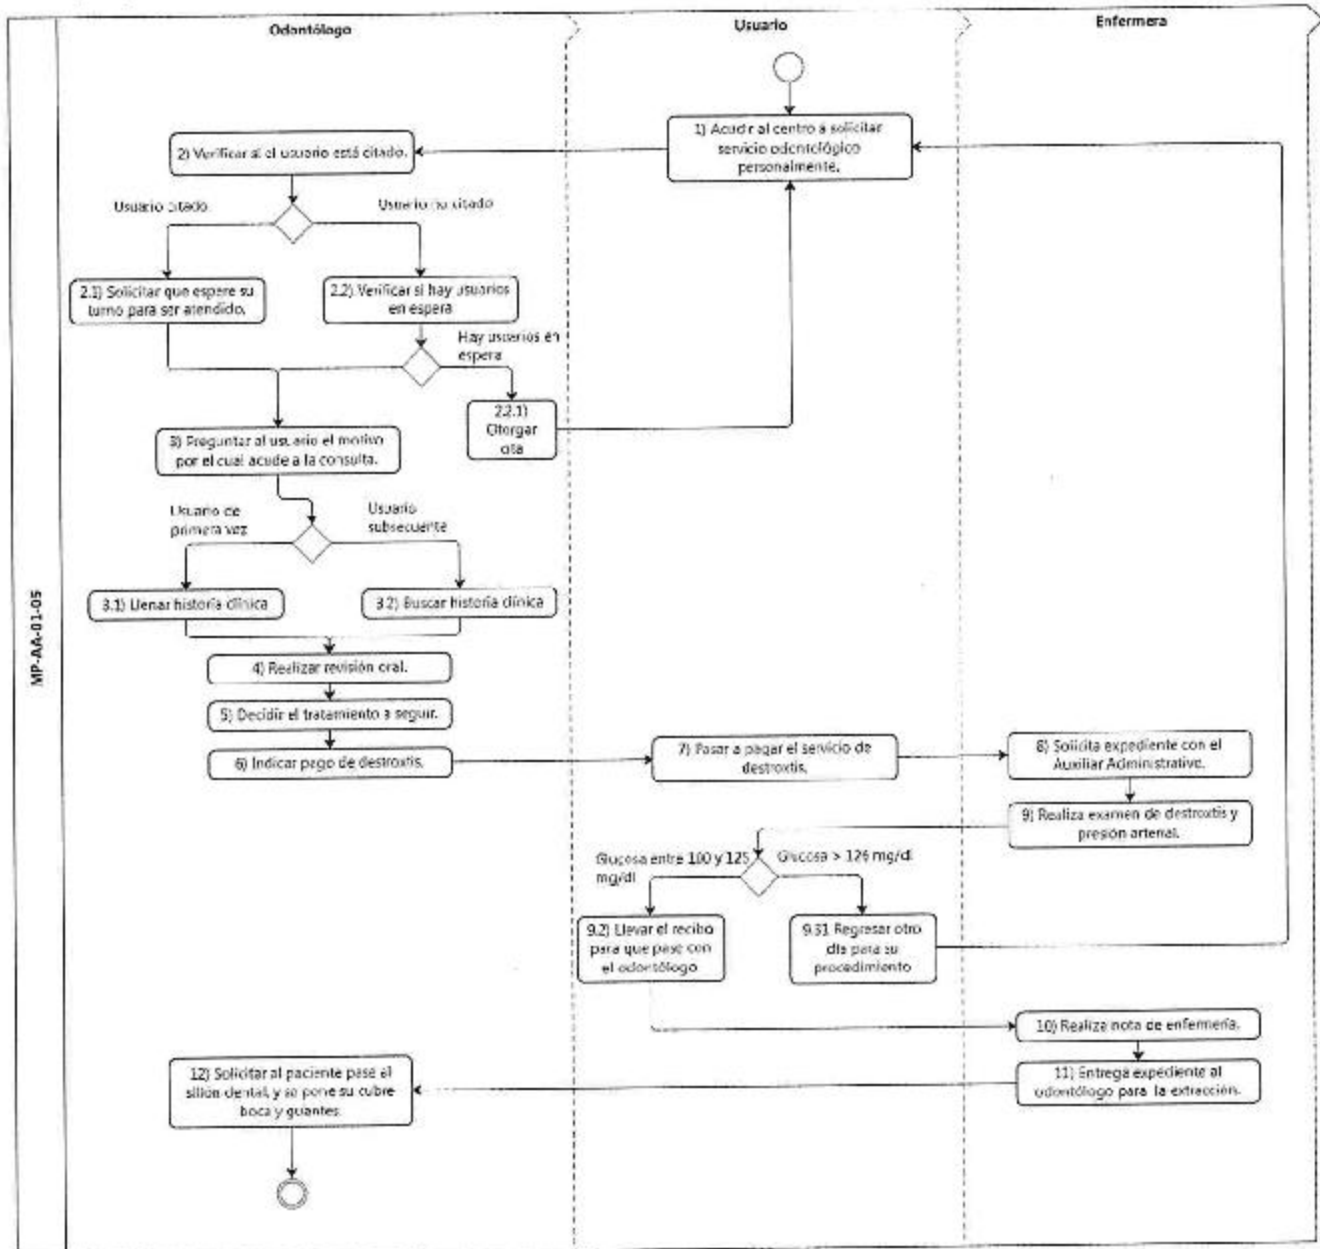 Odontólogo
Usuario
Enfermera
MP-AA-01-05
1) Acudir al centro a solicitar
servicio odontológico
personalmente.
2) Verificar si el usuario está citado.
Usuario citado
Usuario no citado
2.1) Solicitar que espere su
turno para ser atendido.
2.2) Verificar si hay usuarios
en espera
Hay usuarios en
espera
2.2.1)
Otorgar
cita
3) Preguntar al usuario el motivo
por el cual acude a la consulta.
Usuario de
primera vez
Usuario
subsecuente
3.1) Llenar historia clínica
3.2) Buscar historia clínica
4) Realizar revisión oral.
5) Decidir el tratamiento a seguir.
6) Indicar pago de destroxtis.
7) Pasar a pagar el servicio de
destroxtis.
8) Solicita expediente con el
Auxiliar Administrativo.
9) Realiza examen de destroxtis y
presión arterial.
Glucosa entre 100 y 125
mg/dl
Glucosa > 126 mg/dl
9.2) Llevar el recibo
para que pase con
el odontólogo
9.31 Regresar otro
día para su
procedimiento
10) Realiza nota de enfermería.
11) Entrega expediente al
odontólogo para la extracción.
12) Solicitar al paciente pase al
sillón dental, y se pone su cubre
boca y guantes.